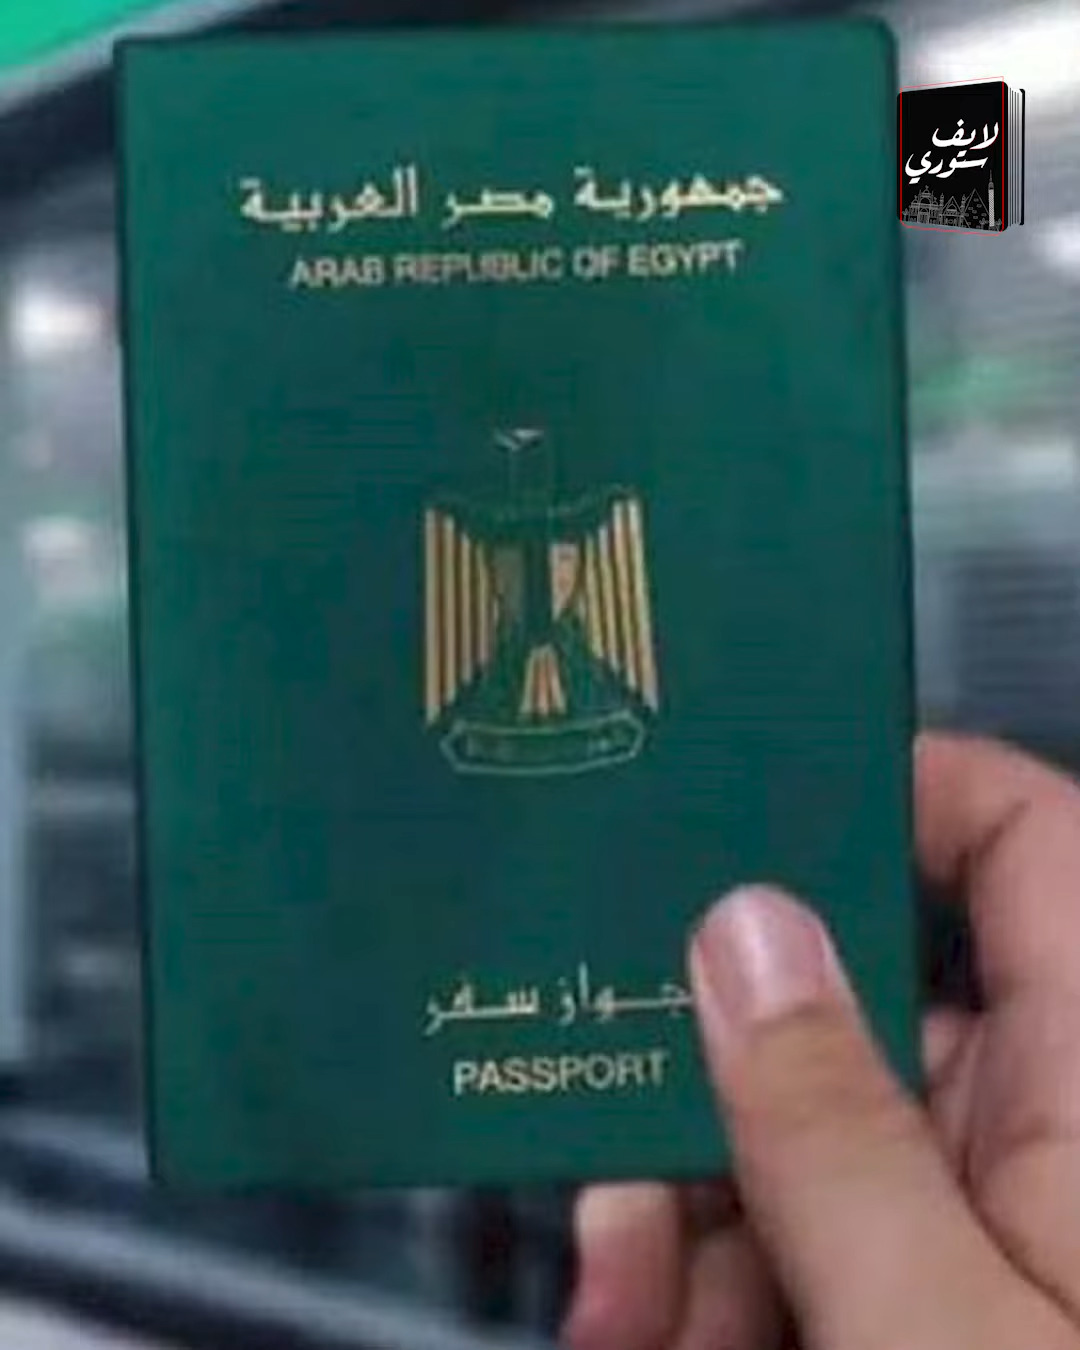 جمهورية مصر العربية
ARAB REPUBLIC OF EGYPT
جواز سفر
PASSPORT
لايف
ستوري